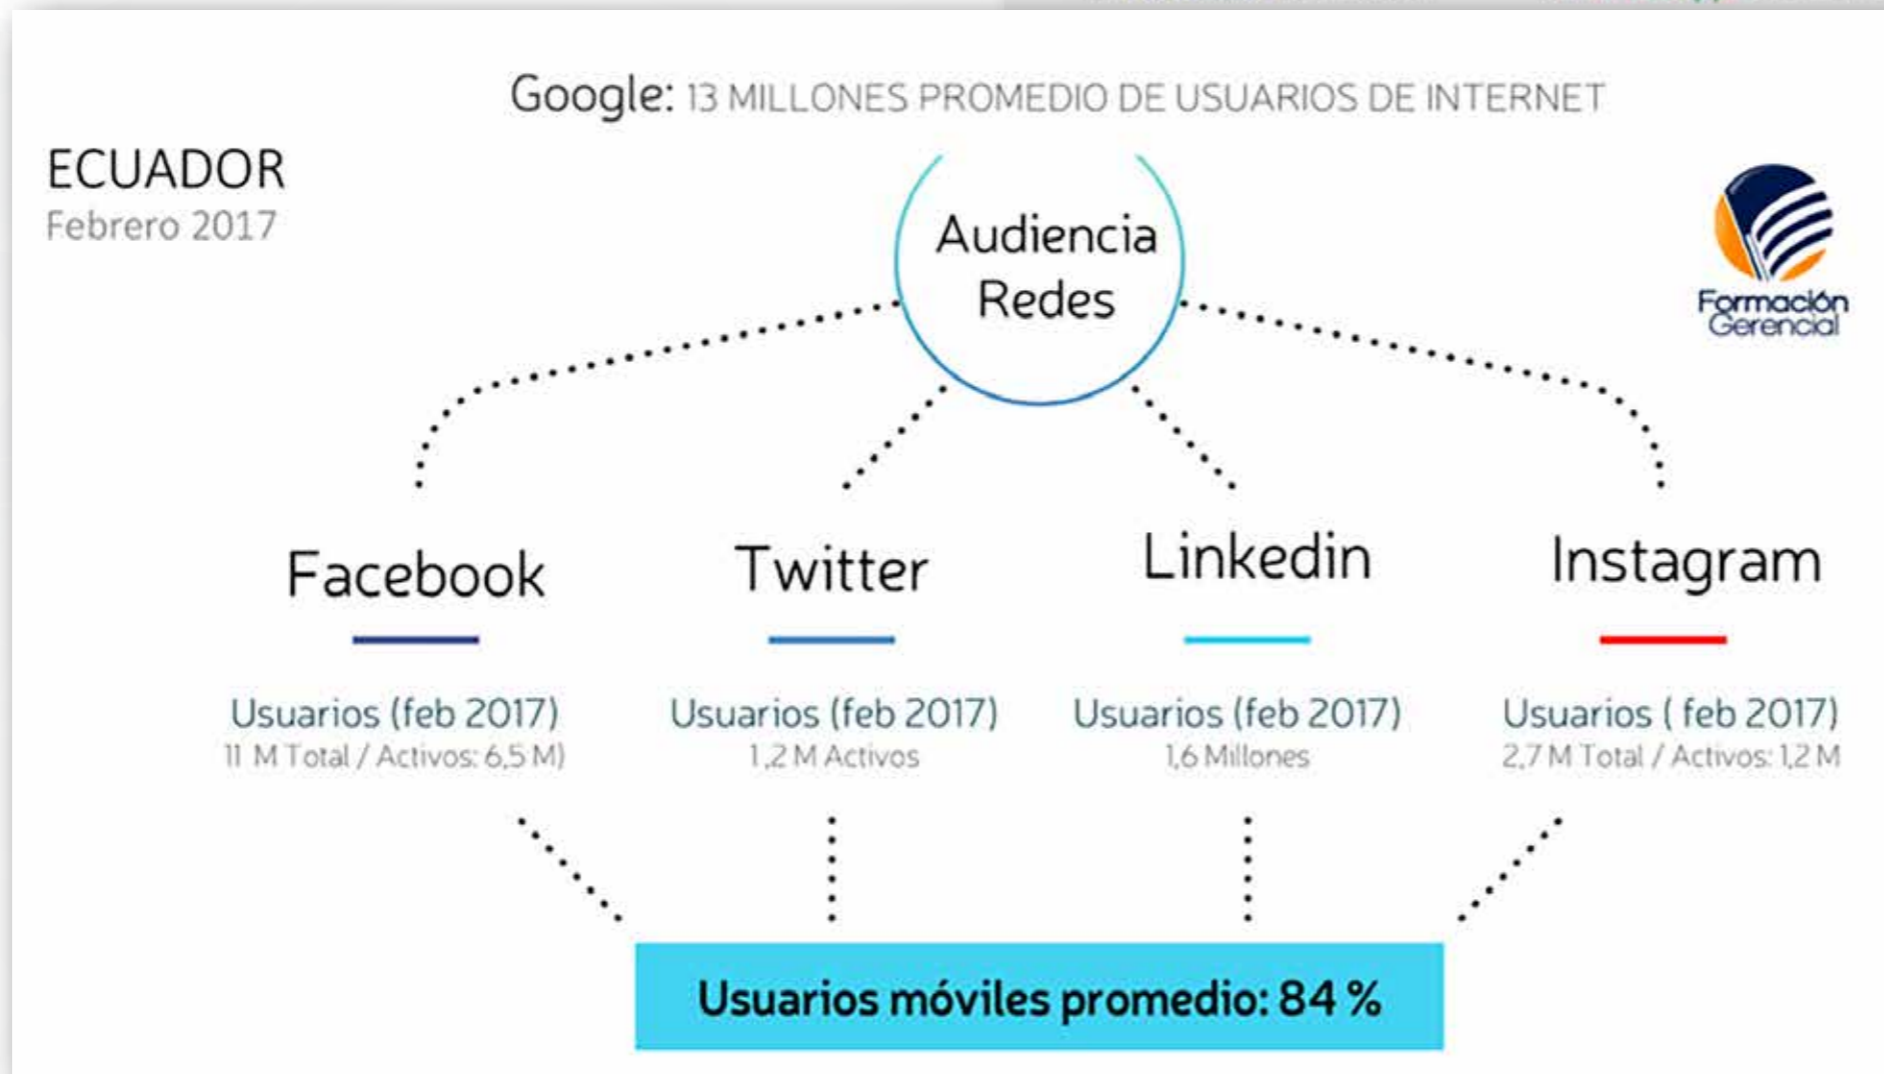 Google: 13 MILLONES PROMEDIO DE USUARIOS DE INTERNET
ECUADOR
Febrero 2017
Audiencia
Redes
Formación
Gerencial
Facebook
Twitter
Linkedin
Instagram
Usuarios (feb 2017)
11 M Total / Activos: 6,5 M)
Usuarios (feb 2017)
1,2 M Activos
Usuarios (feb 2017)
1,6 Millones
Usuarios ( feb 2017)
2,7 M Total / Activos: 1,2 M
Usuarios móviles promedio: 84 %